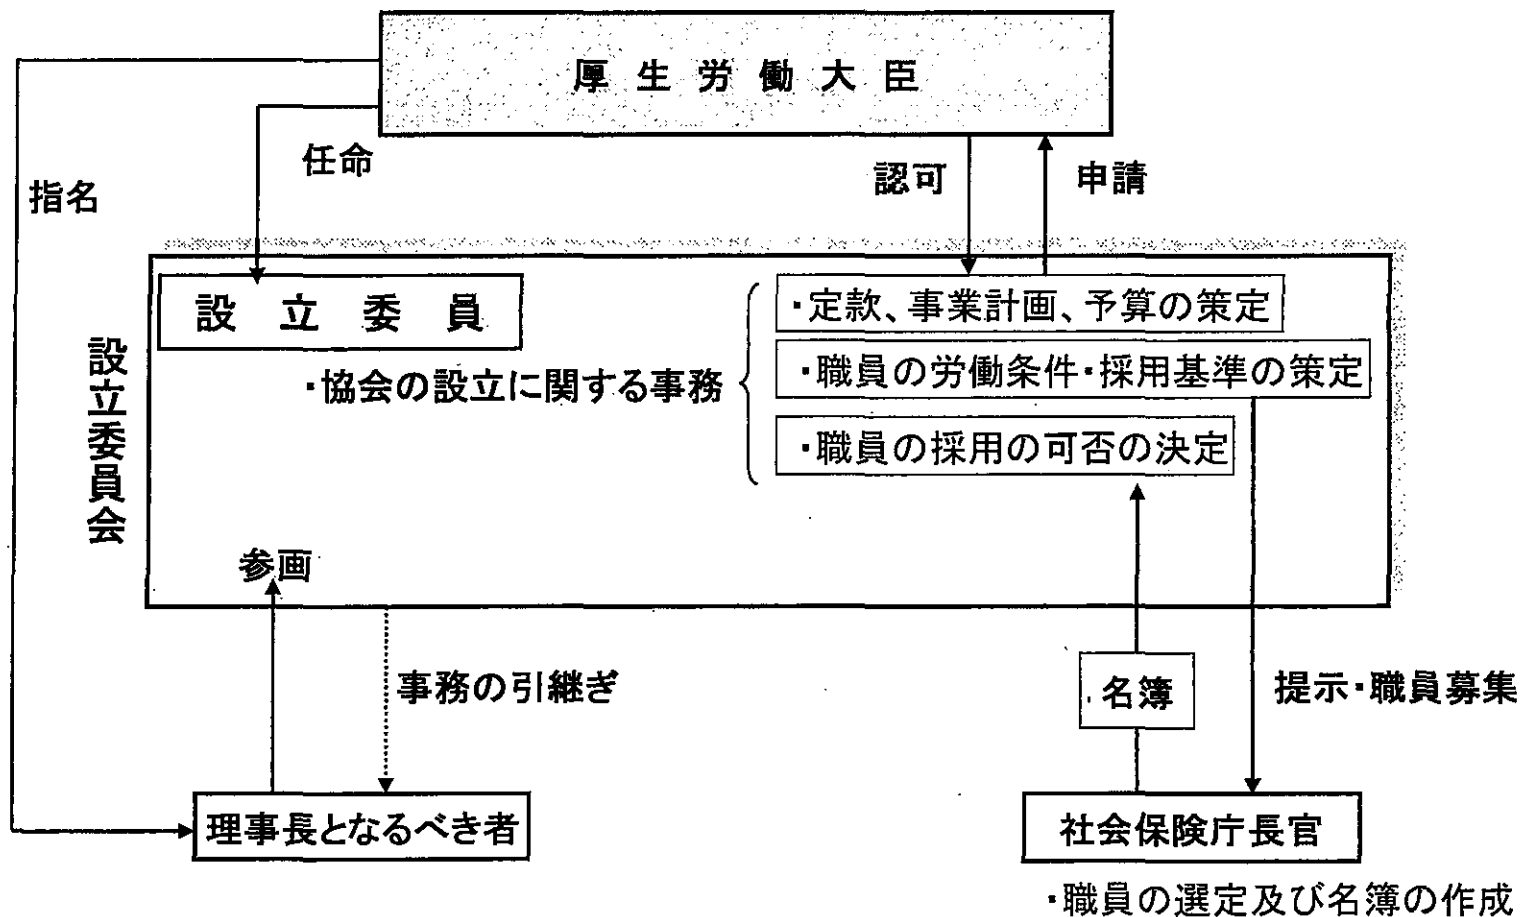 厚生労働大臣
任命
認可
申請
指名
設立委員会
設立委員
・協会の設立に関する事務
・定款、事業計画、予算の策定
・職員の労働条件・採用基準の策定
・職員の採用の可否の決定
参画
事務の引継ぎ
名簿
提示・職員募集
理事長となるべき者
社会保険庁長官
・職員の選定及び名簿の作成